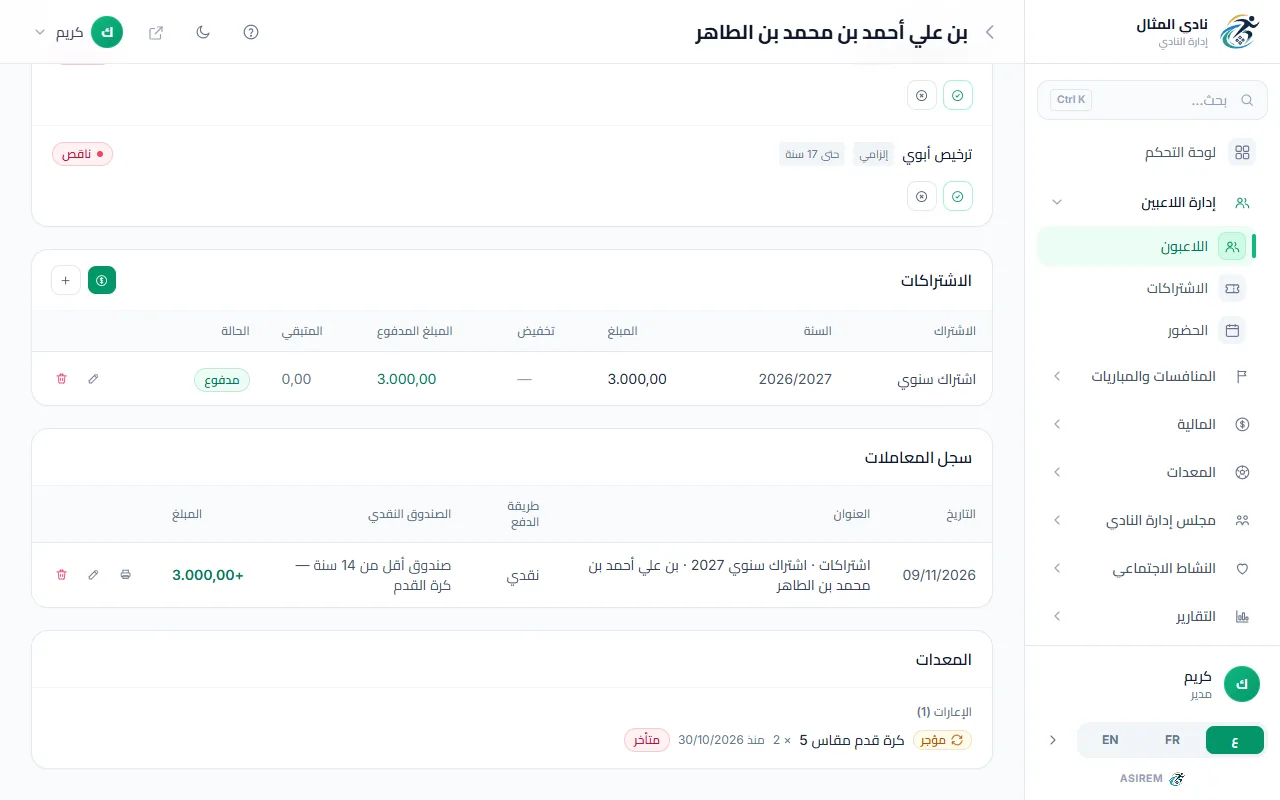 نادي المثال
إدارة النادي
بحث...
Ctrl K
لوحة التحكم
إدارة اللاعبين
اللاعبون
الاشتراكات
الحضور
المنافسات والمباريات
المالية
المعدات
مجلس إدارة النادي
النشاط الاجتماعي
التقارير
ك
كريم
مدير
ع FR EN
ASIREM
بن علي أحمد بن محمد بن الطاهر
ك كريم
ترخيص أبوي إلزامي حتى 17 سنة ناقص
الاشتراكات
الاشتراك السنة المبلغ تخفيض المبلغ المدفوع المتبقي الحالة
اشتراك سنوي 2026/2027 3.000,00 — 3.000,00 0,00 مدفوع
سجل المعاملات
التاريخ العنوان طريقة الدفع الصندوق النقدي المبلغ
09/11/2026 اشتراكات · اشتراك سنوي 2027 · بن علي أحمد بن محمد بن الطاهر نقدي صندوق أقل من 14 سنة — كرة القدم +3.000,00
المعدات
الإعارات (1)
مؤجر كرة قدم مقاس 5 × 2 منذ 30/10/2026 متأخر